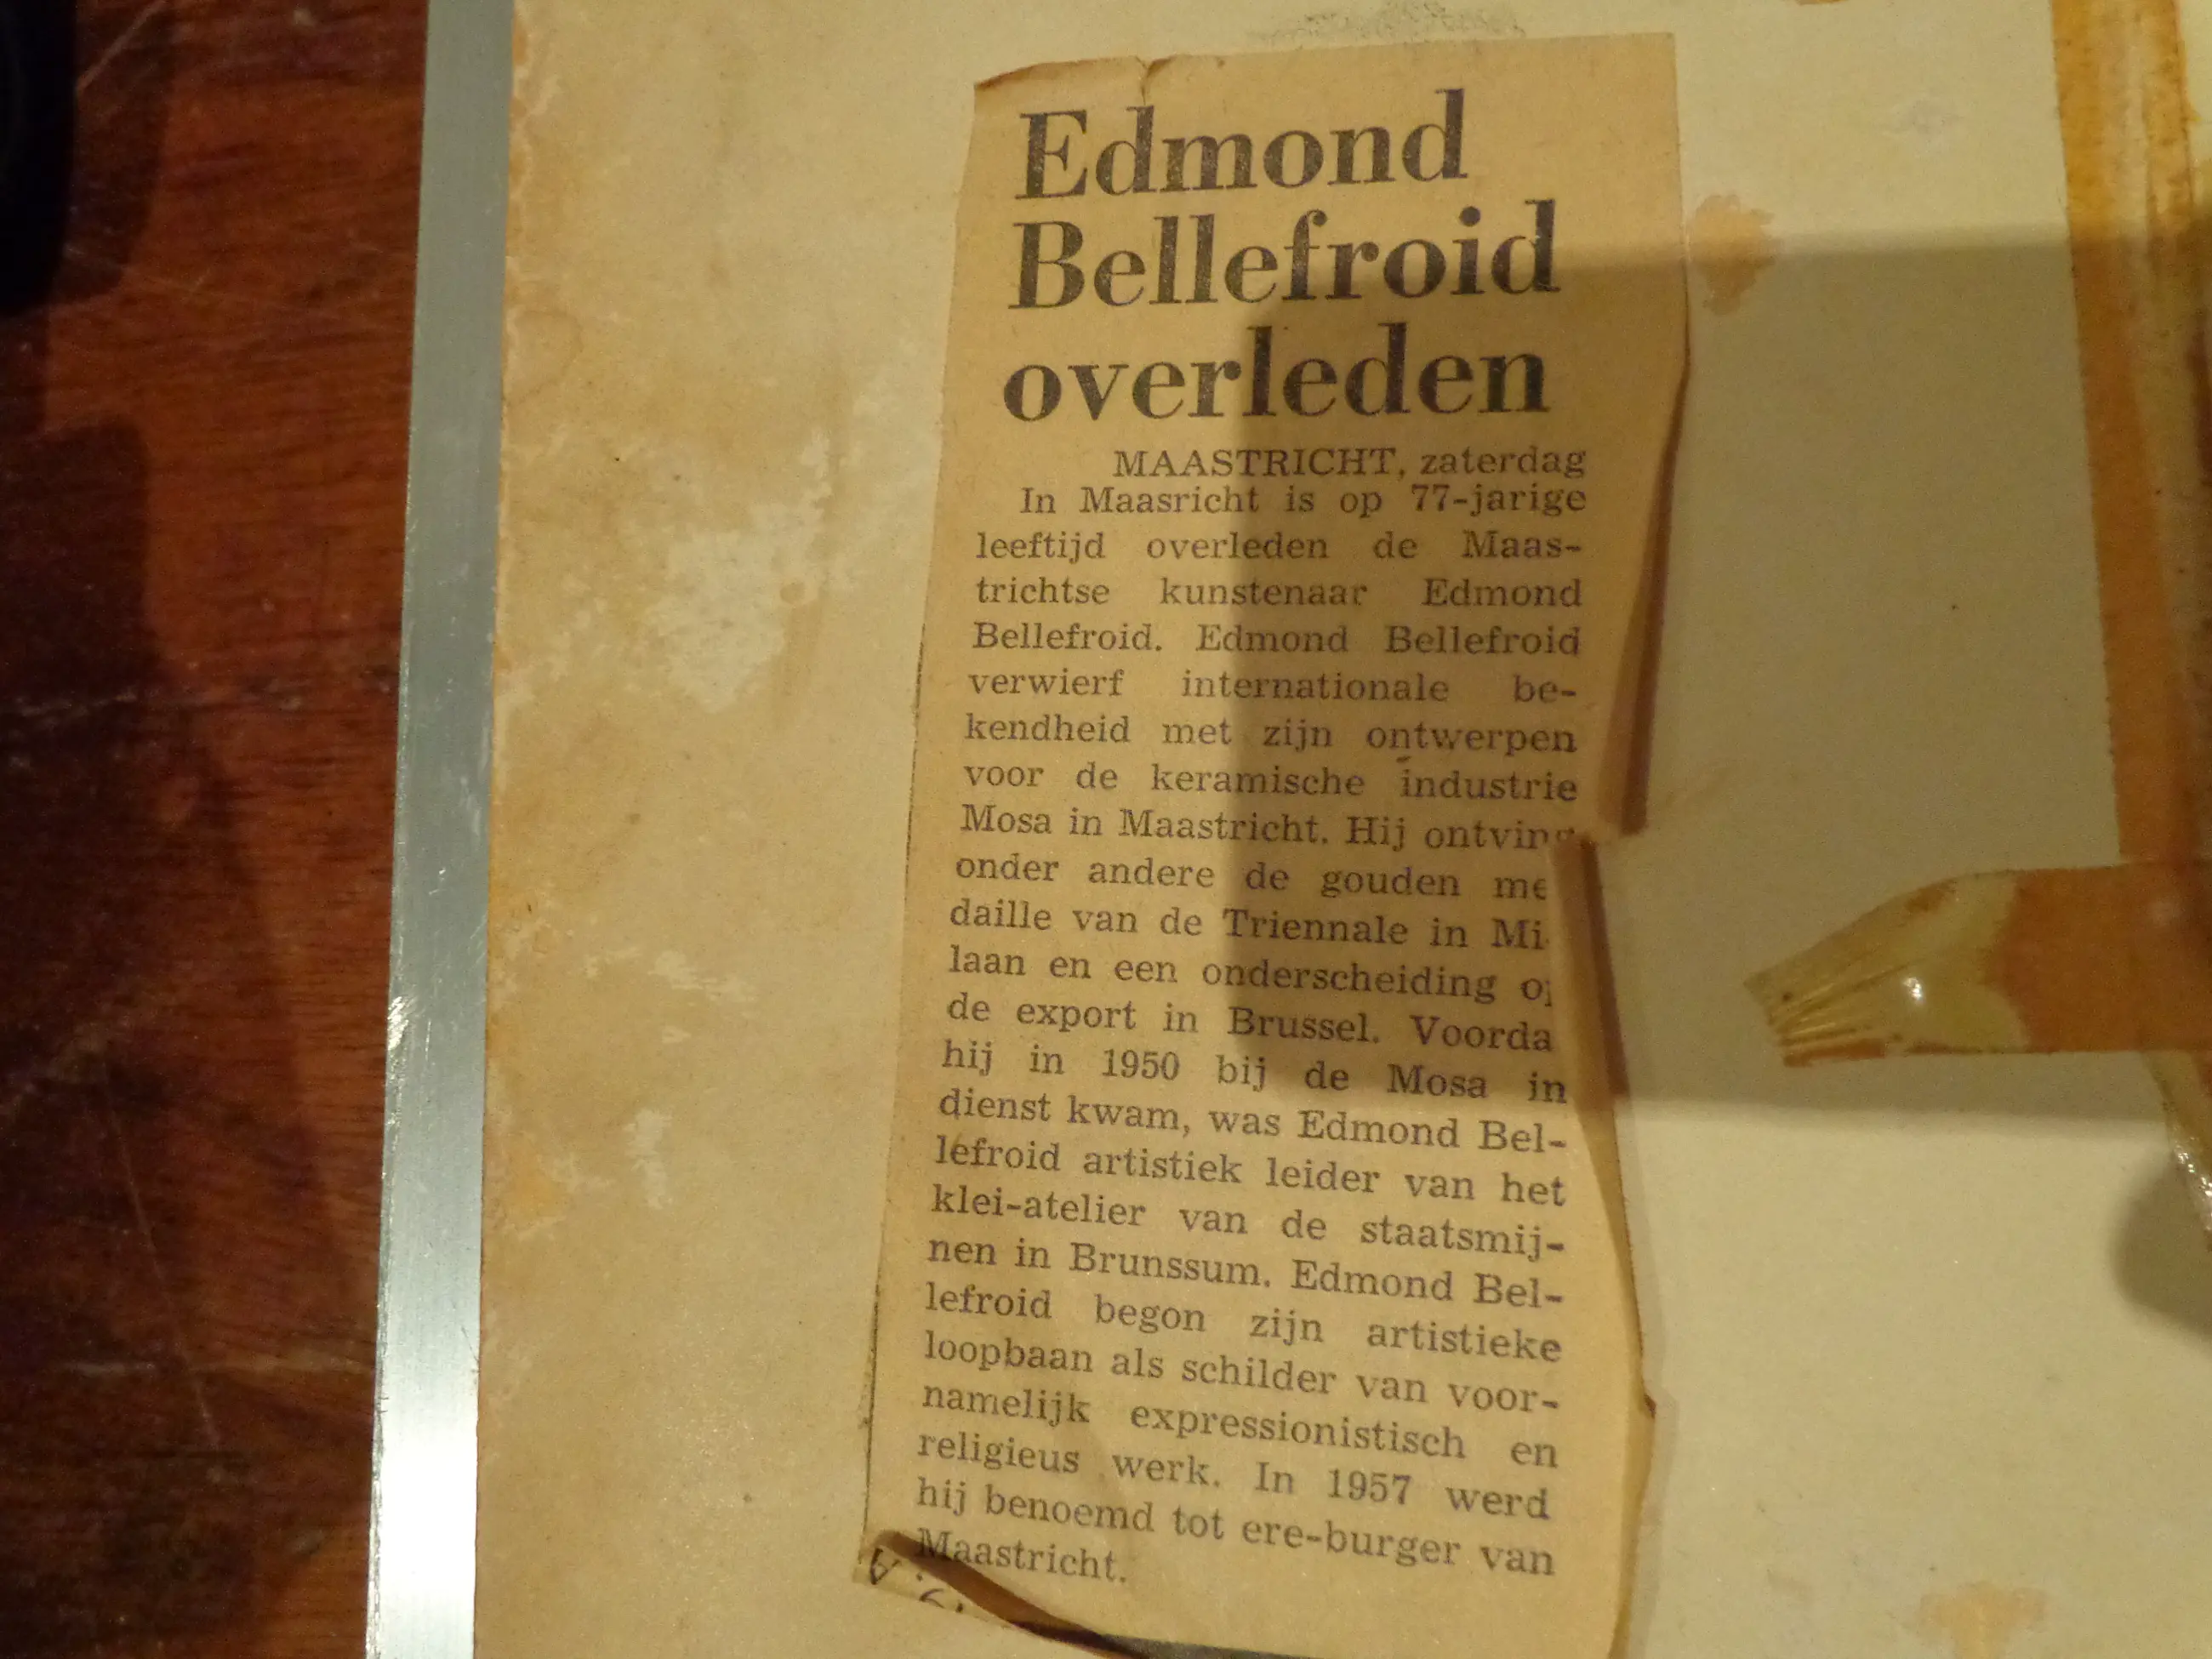 Edmond
Bellefroid
overleden
MAASTRICHT, zaterdag
In Maasricht is op 77-jarige
leeftijd overleden de Maas-
trichtse kunstenaar Edmond
Bellefroid. Edmond Bellefroid
verwierf internationale be-
kendheid met zijn ontwerpen
voor de keramische industrie
Mosa in Maastricht. Hij ontving
onder andere de gouden me
daille van de Triennale in Mi
laan en een onderscheiding op
de export in Brussel. Voorda
hij in 1950 bij de Mosa in
dienst kwam, was Edmond Bel-
lefroid artistiek leider van het
klei-atelier van de staatsmij-
nen in Brunssum. Edmond Bel-
lefroid begon zijn artistieke
loopbaan als schilder van voor-
namelijk expressionistisch en
religieus werk. In 1957 werd
hij benoemd tot ere-burger van
Maastricht.